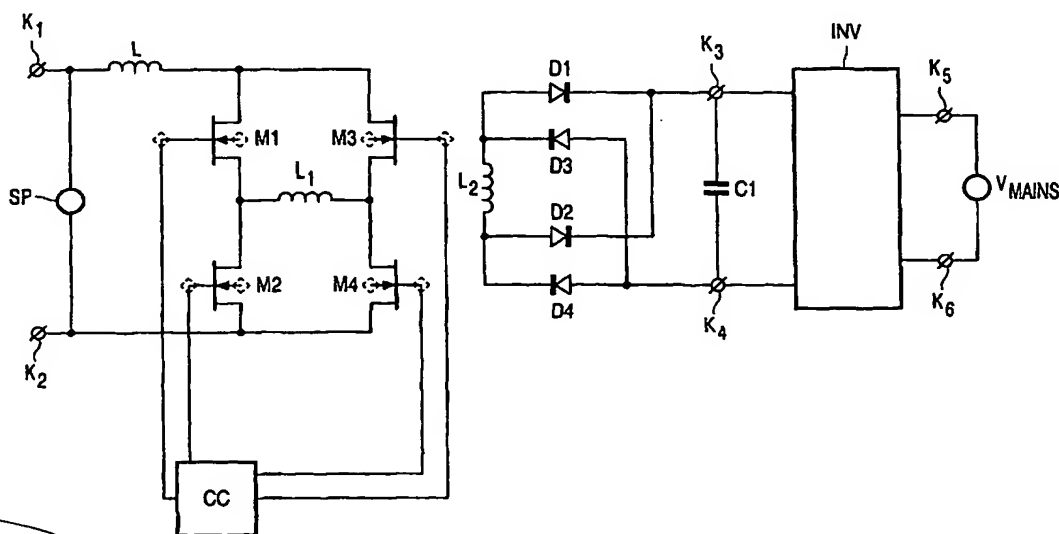 K1
L
M1
M3
L1
SP
M2
M4
K2
CC
D1
D3
L2
D2
D4
K3
C1
K4
INV
K5
VMAINS
K6